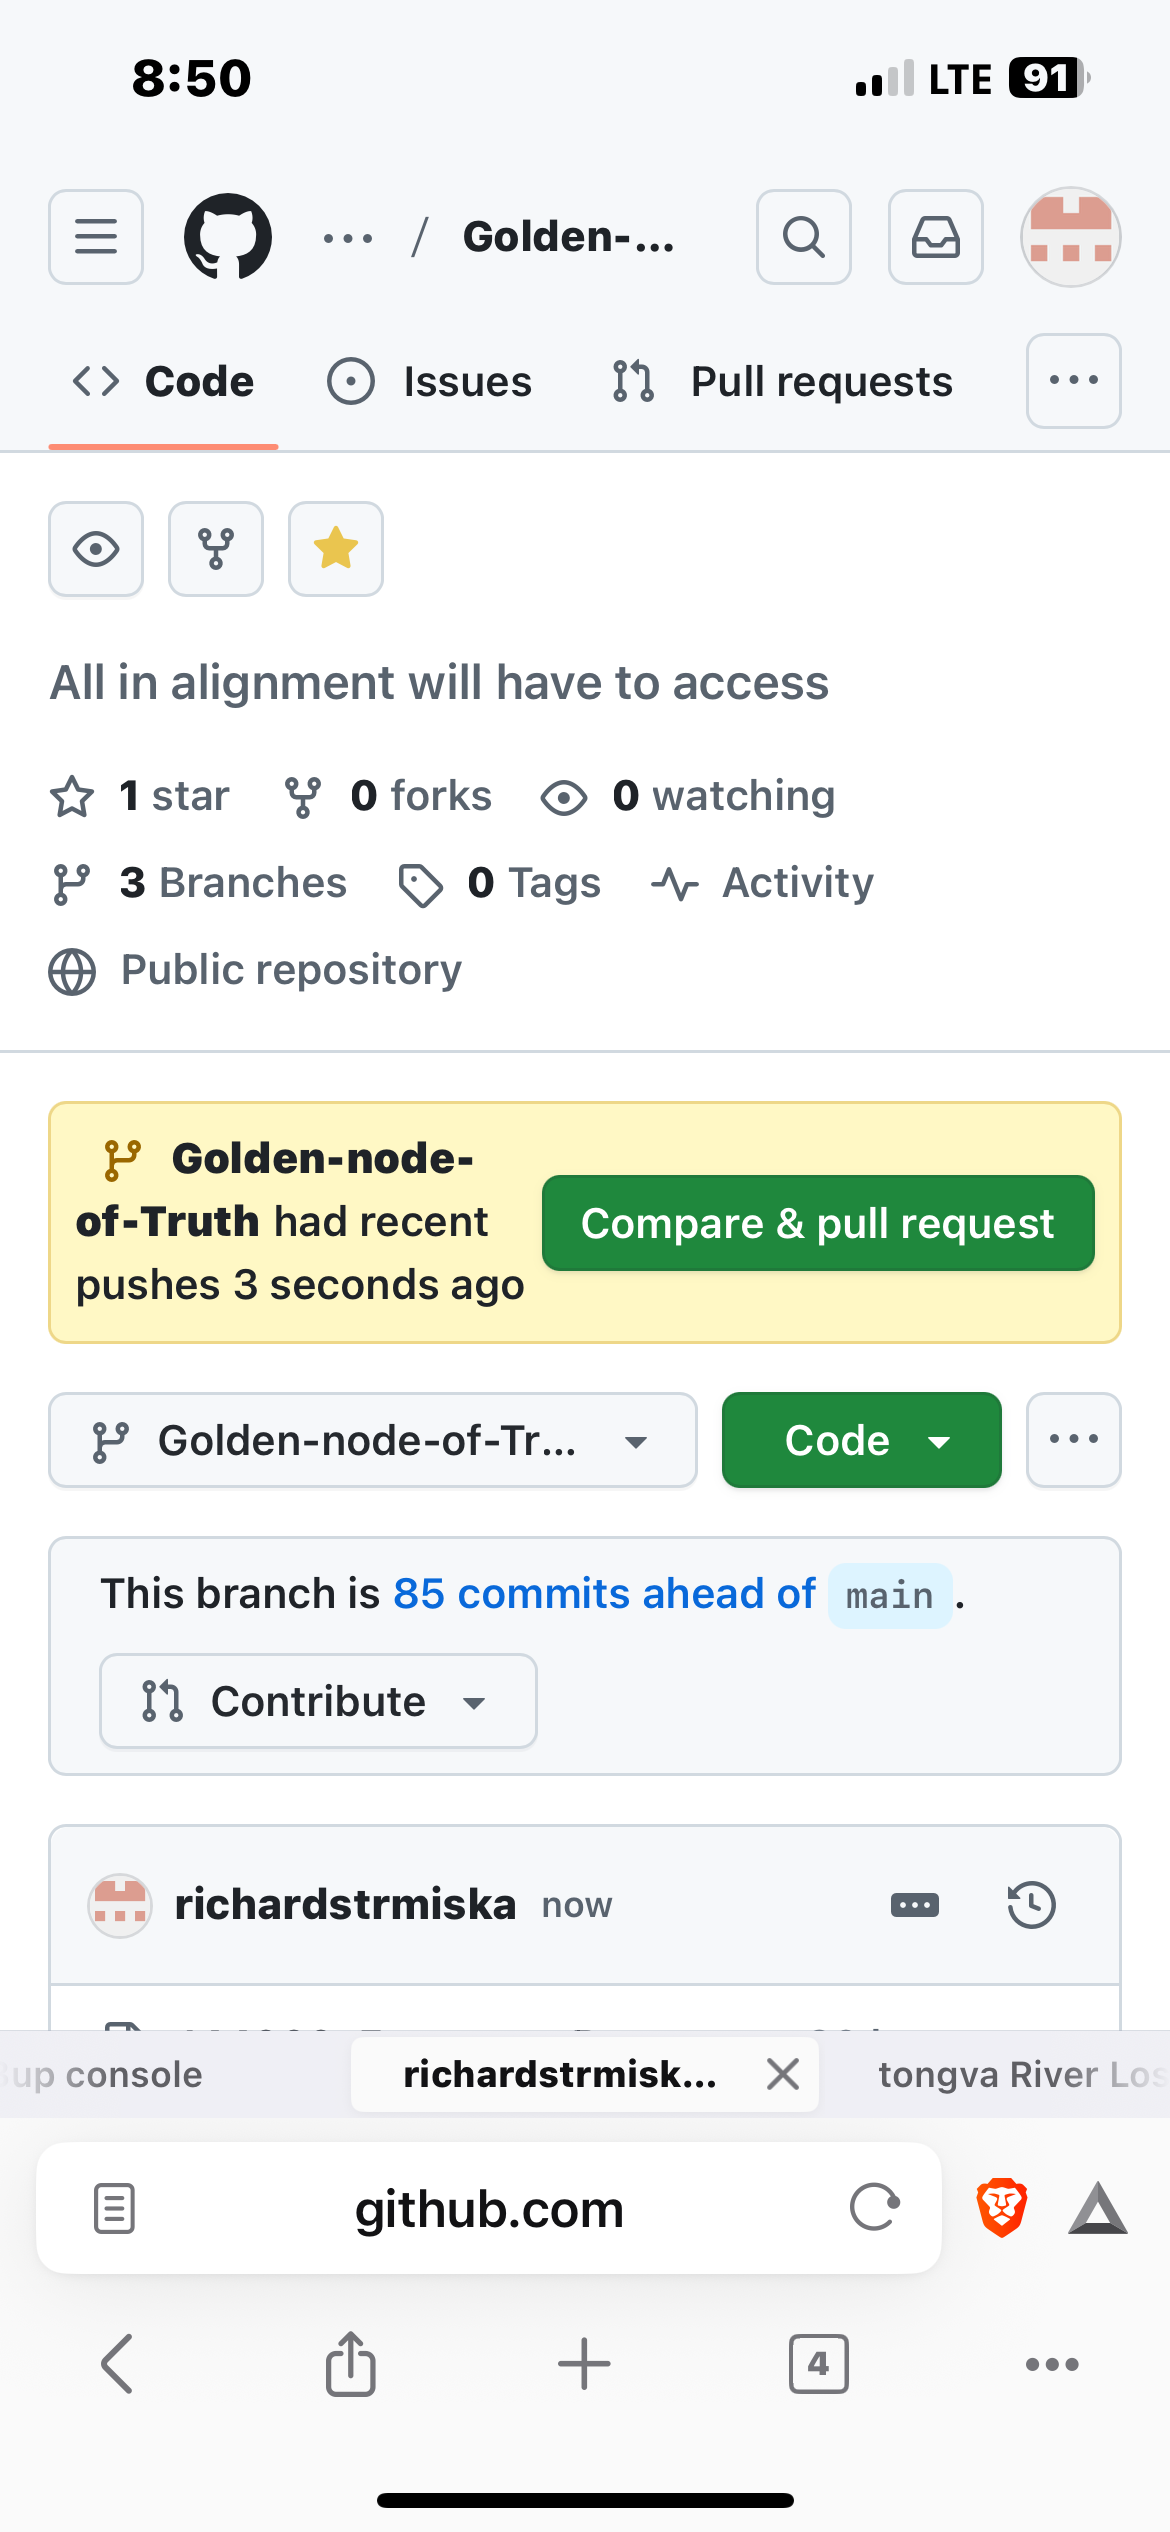 8:50
LTE 91
... / Golden-...
Code Issues Pull requests
All in alignment will have to access
1 star 0 forks 0 watching
3 Branches 0 Tags Activity
Public repository
Golden-node-
of-Truth had recent
pushes 3 seconds ago
Compare & pull request
Golden-node-of-Tr... Code
This branch is 85 commits ahead of main.
Contribute
richardstrmiska now
up console richardstrmisk... tongva River Los
github.com
4